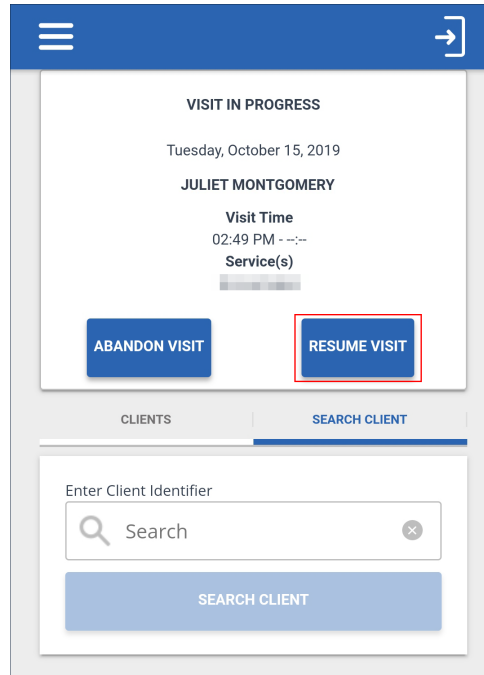 VISIT IN PROGRESS
Tuesday, October 15, 2019
JULIET MONTGOMERY
Visit Time
02:49 PM - --:--
Service(s)
ABANDON VISIT
RESUME VISIT
CLIENTS
SEARCH CLIENT
Enter Client Identifier
Search
SEARCH CLIENT